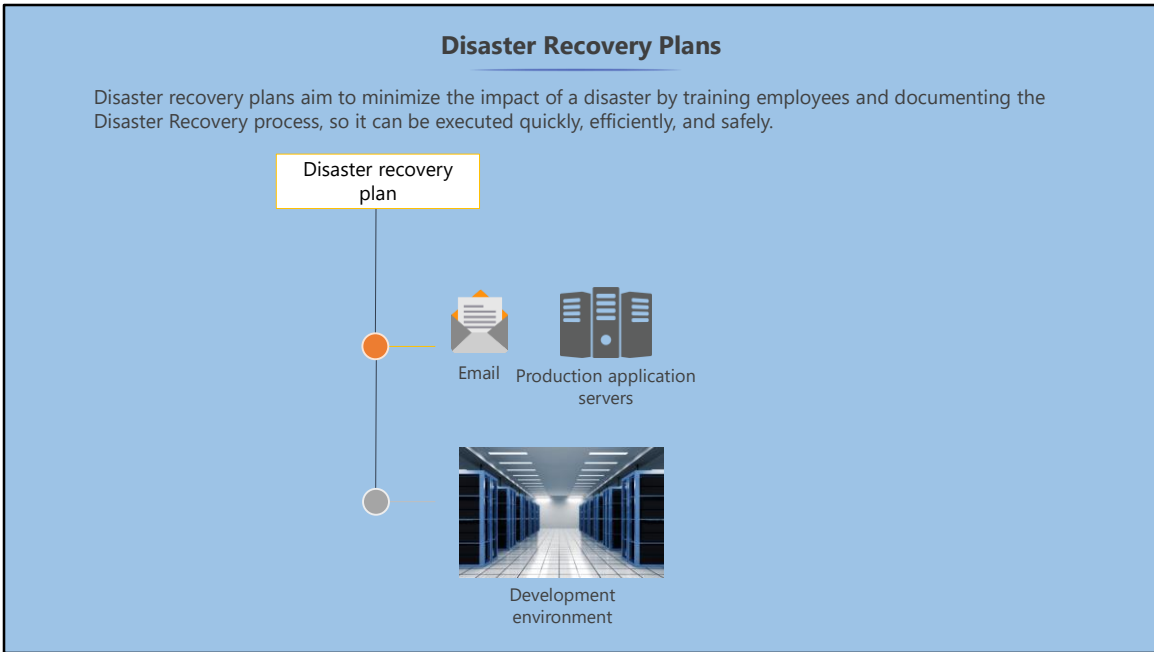 Disaster Recovery Plans
Disaster recovery plans aim to minimize the impact of a disaster by training employees and documenting the
Disaster Recovery process, so it can be executed quickly, efficiently, and safely.
Disaster recovery
plan
Email
Production application
servers
Development
environment